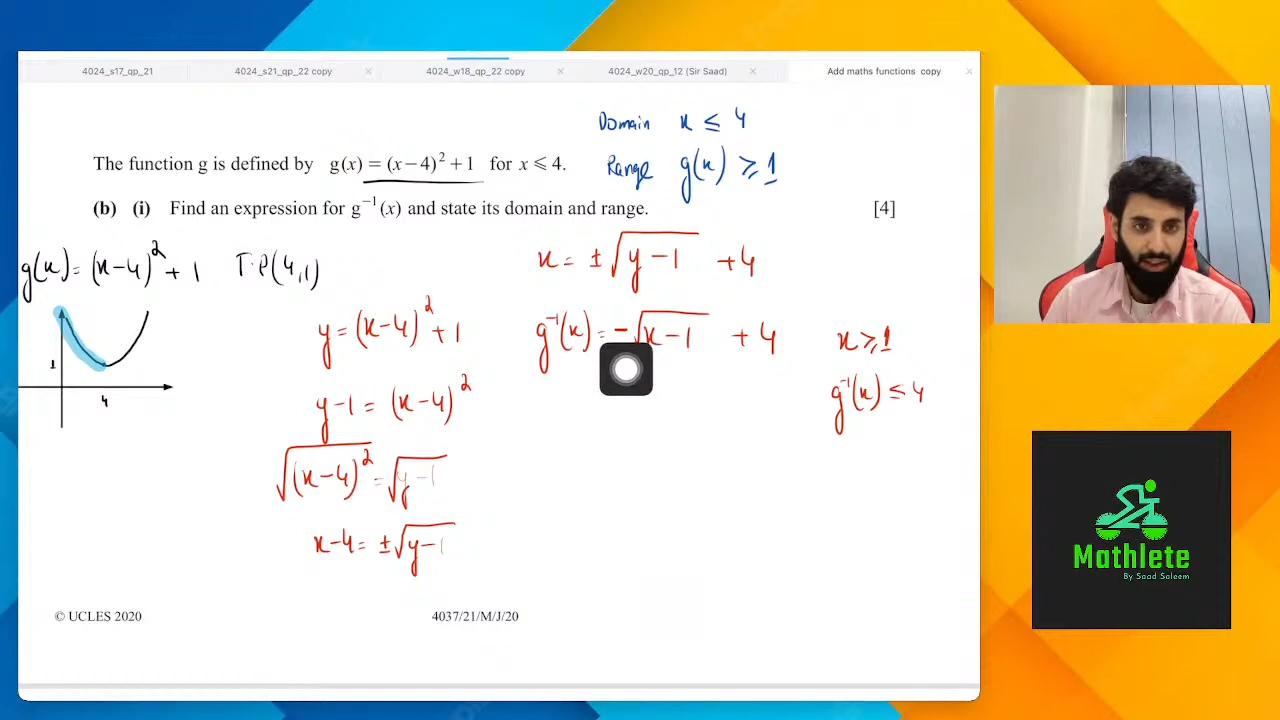 4024_s17_qp_21
4024_s21_qp_22 copy
4024_w18_qp_22 copy
4024_w20_qp_12 (Sir Saad)
Add maths functions copy
Domain x ≤ 4
The function g is defined by g(x) = (x − 4)² + 1 for x ⩽ 4.
Range g(x) ⩾ 1
(b) (i) Find an expression for g⁻¹(x) and state its domain and range. [4]
g(x) = (x−4)² + 1 T.P(4,1)
1
4
y = (x−4)² + 1
y−1 = (x−4)²
√(x−4)² = √y−1
x−4 = ±√y−1
x = ±√y−1 +4
g⁻¹(x) = −√x−1 +4
x ⩾ 1
g⁻¹(x) ≤ 4
© UCLES 2020
4037/21/M/J/20
Mathlete
By Saad Saleem